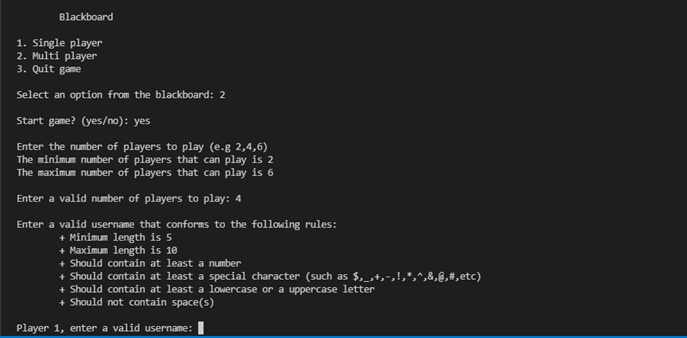 Blackboard
1. Single player
2. Multi player
3. Quit game
Select an option from the blackboard: 2
Start game? (yes/no): yes
Enter the number of players to play (e.g 2,4,6)
The minimum number of players that can play is 2
The maximum number of players that can play is 6
Enter a valid number of players to play: 4
Enter a valid username that conforms to the following rules:
+ Minimum length is 5
+ Maximum length is 10
+ Should contain at least a number
+ Should contain at least a special character (such as $,_,+,-,!,*,^,&,@,#,etc)
+ Should contain at least a lowercase or a uppercase letter
+ Should not contain space(s)
Player 1, enter a valid username: